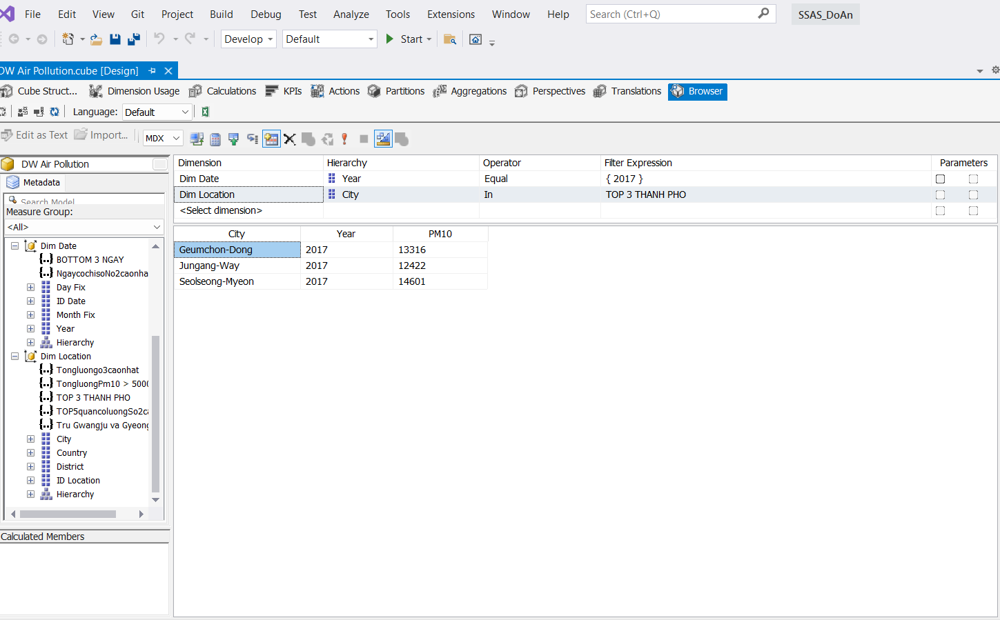 File Edit View Git Project Build Debug Test Analyze Tools Extensions Window Help Search (Ctrl+Q) SSAS_DoAn
Develop Default Start
DW Air Pollution.cube [Design]
Cube Struct... Dimension Usage Calculations KPIs Actions Partitions Aggregations Perspectives Translations Browser
Language: Default
Edit as Text Import... MDX
DW Air Pollution
Metadata
Search Model
Measure Group:
<All>
Dim Date
BOTTOM 3 NGAY
NgaycochisoNo2caonha
Day Fix
ID Date
Month Fix
Year
Hierarchy
Dim Location
Tongluongo3caonhat
TongluongPm10 > 5000
TOP 3 THANH PHO
TOP5quancoluongSo2ca
Tru Gwangju va Gyeong
City
Country
District
ID Location
Hierarchy
Calculated Members
Dimension Hierarchy Operator Filter Expression Parameters
Dim Date Year Equal { 2017 }
Dim Location City In TOP 3 THANH PHO
<Select dimension>
City Year PM10
Geumchon-Dong 2017 13316
Jungang-Way 2017 12422
Seolseong-Myeon 2017 14601